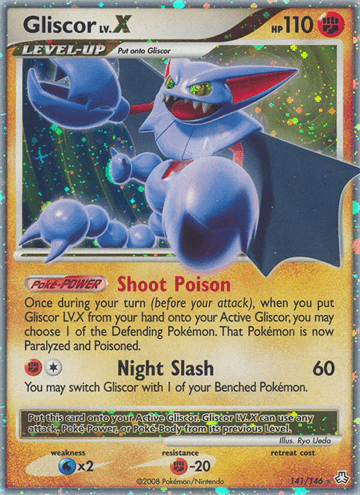 Gliscor LV.X HP 110
LEVEL-UP Put onto Gliscor
Poké-POWER Shoot Poison
Once during your turn (before your attack), when you put
Gliscor LV.X from your hand onto your Active Gliscor, you may
choose 1 of the Defending Pokémon. That Pokémon is now
Paralyzed and Poisoned.
Night Slash 60
You may switch Gliscor with 1 of your Benched Pokémon.
Put this card onto your Active Gliscor. Gliscor LV.X can use any
attack, Poké-Power, or Poké-Body from its previous Level.
Illus. Ryo Ueda
weakness resistance retreat cost
x2 -20
©2008 Pokémon/Nintendo 141/146